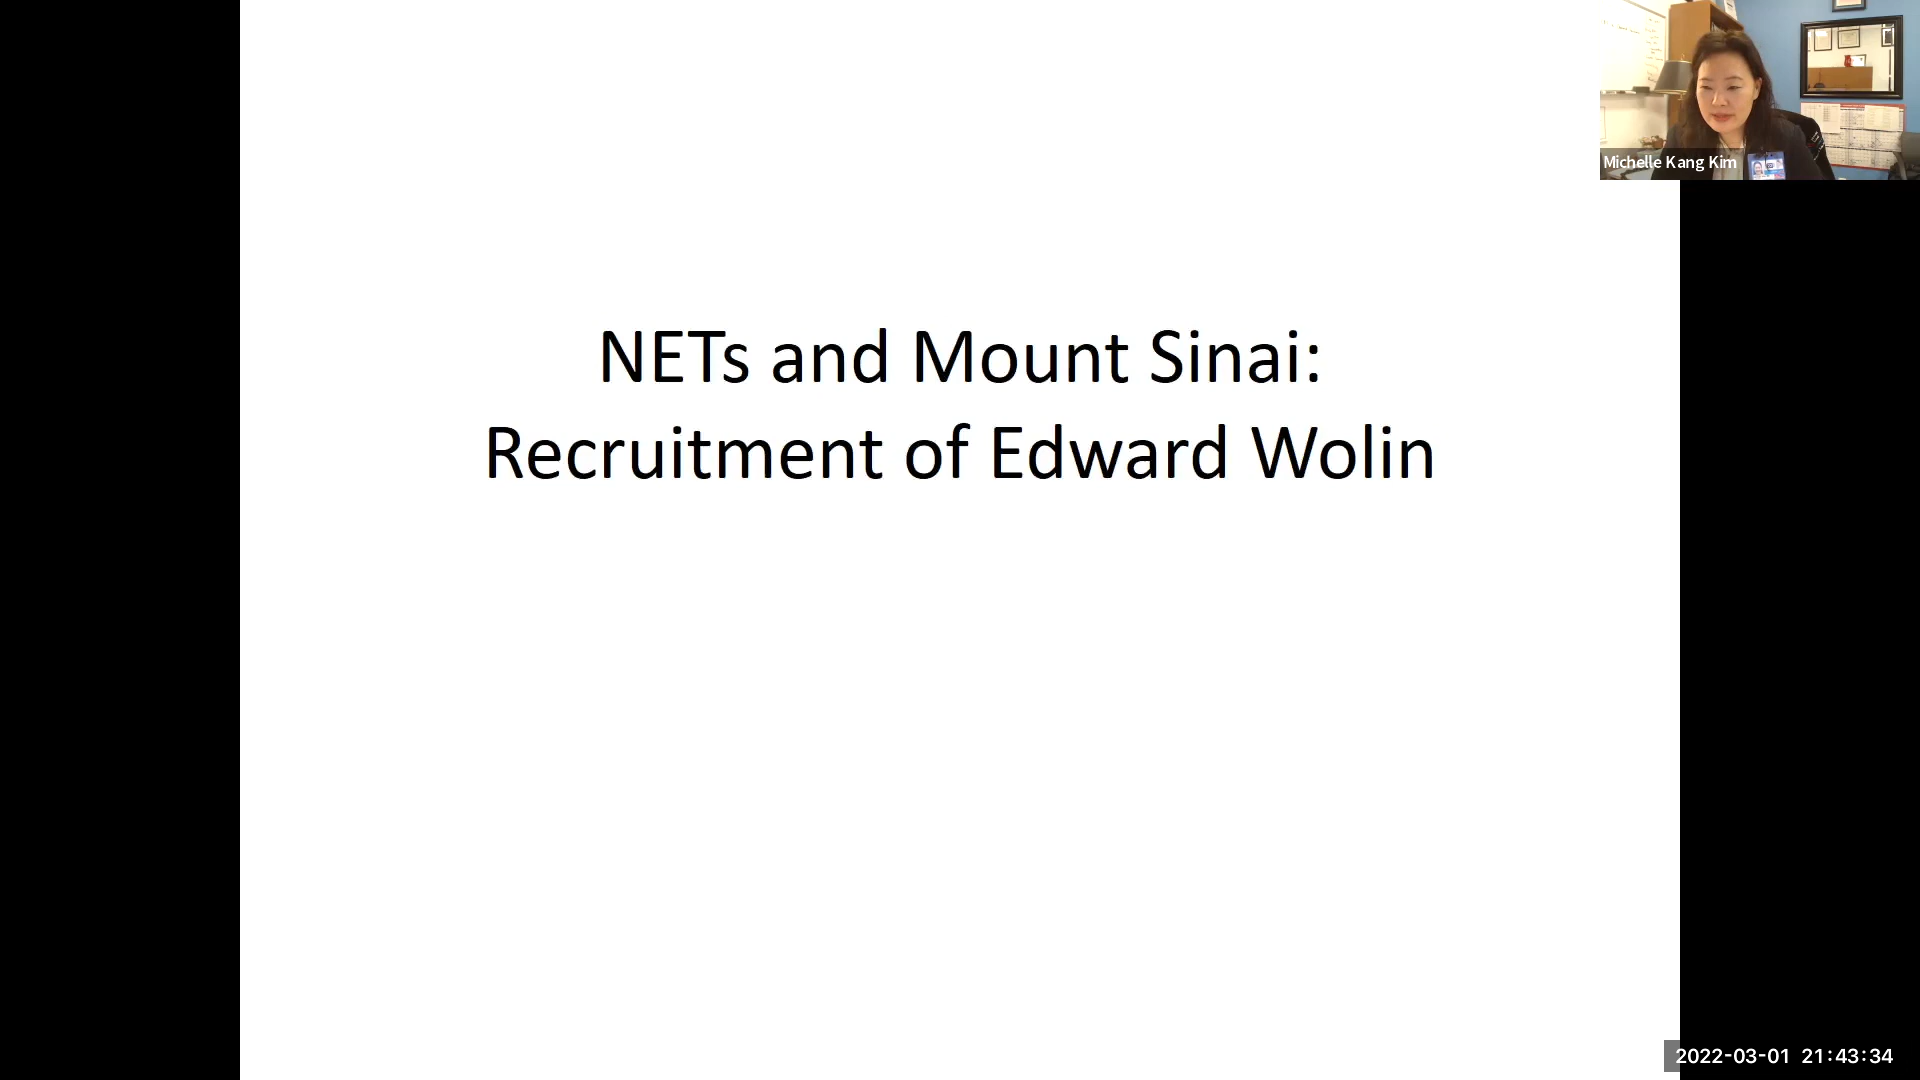 NETs and Mount Sinai:
Recruitment of Edward Wolin
Michelle Kang Kim
2022-03-01 21:43:34